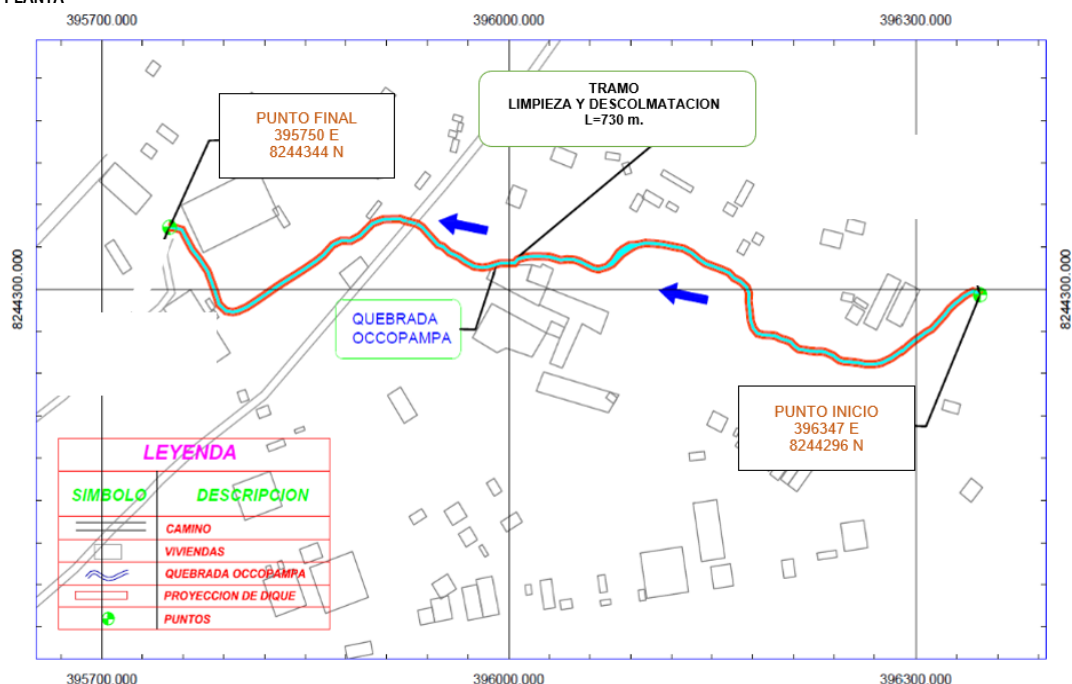 PLANTA
395700.000
396000.000
396300.000
TRAMO
LIMPIEZA Y DESCOLMATACION
L=730 m.
PUNTO FINAL
395750 E
8244344 N
8244300.000
8244300.000
QUEBRADA
OCCOPAMPA
PUNTO INICIO
396347 E
8244296 N
LEYENDA
SIMBOLO DESCRIPCION
CAMINO
VIVIENDAS
QUEBRADA OCCOPAMPA
PROYECCION DE DIQUE
PUNTOS
395700.000
396000.000
396300.000